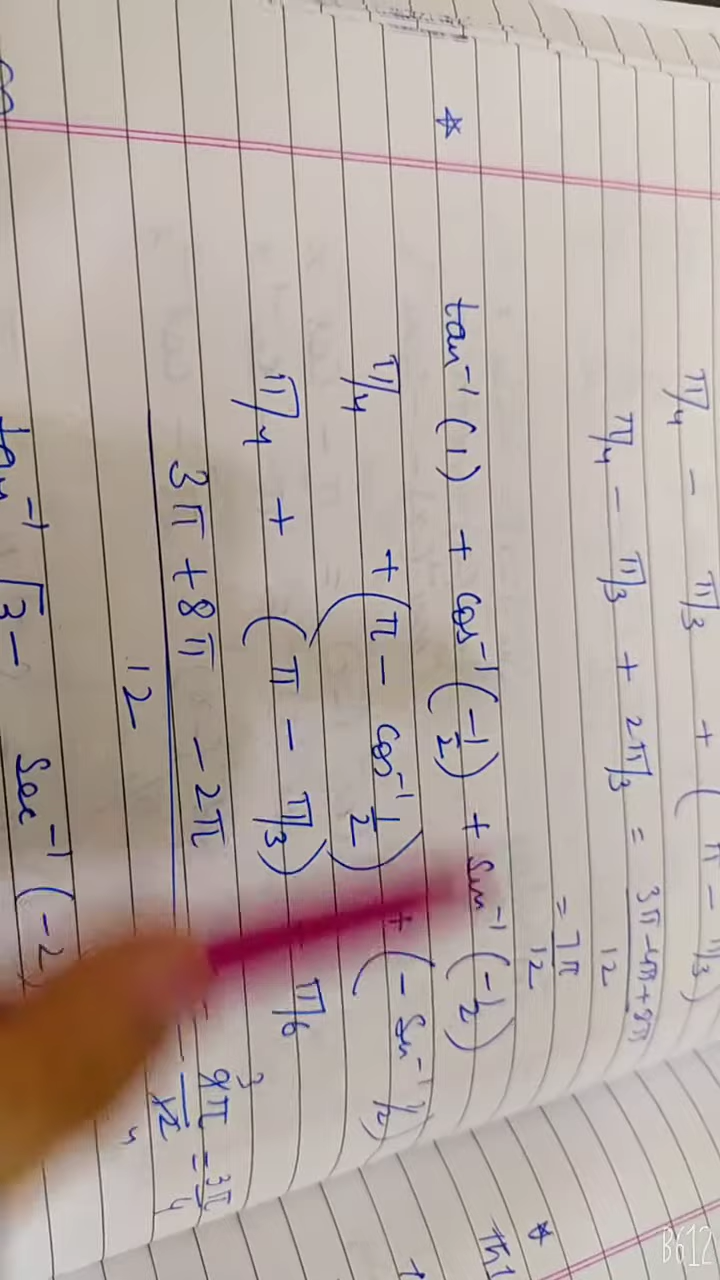 π/4 - π/3 + (π - π/3)
π/4 - π/3 + 2π/3 = (3π-4π+8π)/12
= 7π/12
* tan⁻¹(1) + cos⁻¹(-1/2) + sin⁻¹(-1/2)
π/4 + (π - cos⁻¹ 1/2) + (- sin⁻¹ 1/2)
π/4 + (π - π/3) - π/6
(3π + 8π - 2π)/12 = 9π/12 = 3π/4
tan⁻¹ √3 - sec⁻¹(-2)
*
B612